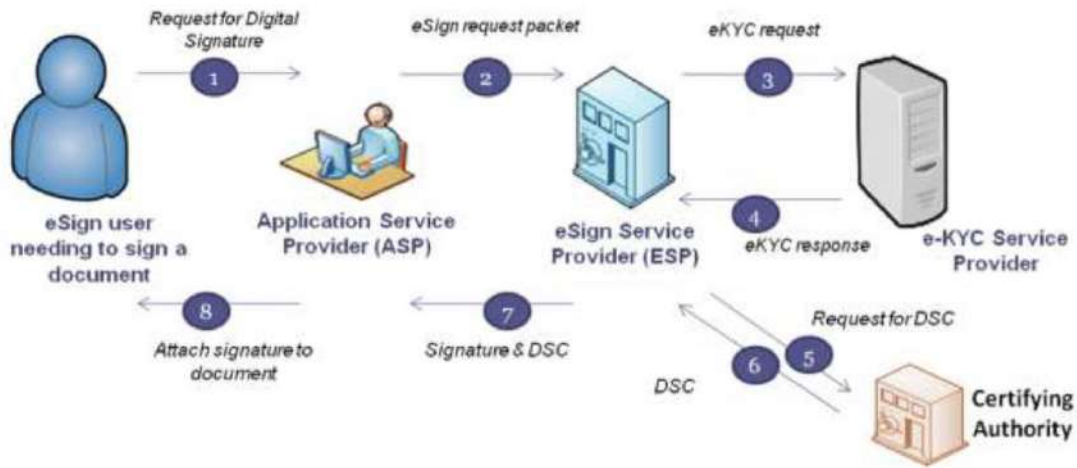 Request for Digital
Signature
1
eSign request packet
2
eKYC request
3
eSign user
needing to sign a
document
Application Service
Provider (ASP)
eSign Service
Provider (ESP)
4
eKYC response
e-KYC Service
Provider
8
Attach signature to
document
7
Signature & DSC
Request for DSC
5
6
DSC
Certifying
Authority